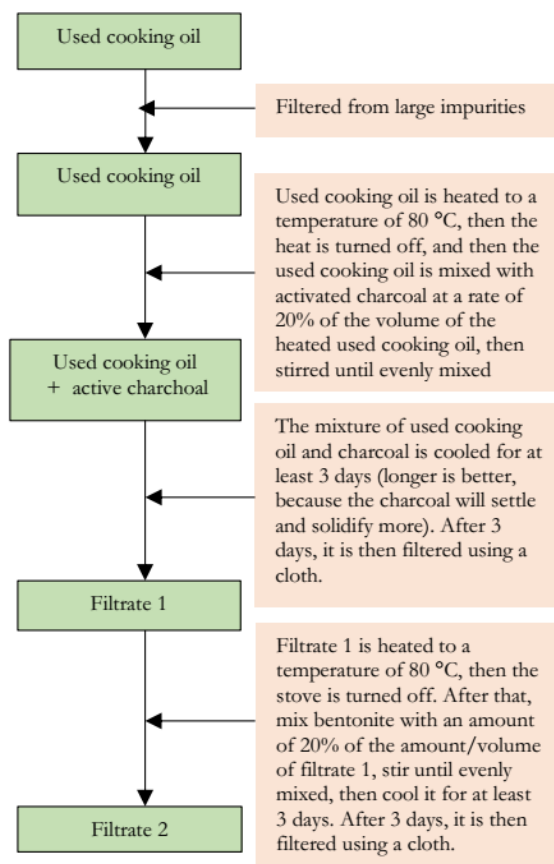 Used cooking oil
Filtered from large impurities
Used cooking oil
Used cooking oil is heated to a
temperature of 80 °C, then the
heat is turned off, and then the
used cooking oil is mixed with
activated charcoal at a rate of
20% of the volume of the
heated used cooking oil, then
stirred until evenly mixed
Used cooking oil
+ active charchoal
The mixture of used cooking
oil and charcoal is cooled for at
least 3 days (longer is better,
because the charcoal will settle
and solidify more). After 3
days, it is then filtered using a
cloth.
Filtrate 1
Filtrate 1 is heated to a
temperature of 80 °C, then the
stove is turned off. After that,
mix bentonite with an amount
of 20% of the amount/volume
of filtrate 1, stir until evenly
mixed, then cool it for at least
3 days. After 3 days, it is then
filtered using a cloth.
Filtrate 2